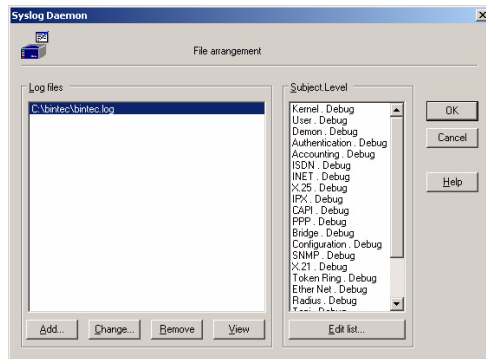 Syslog Daemon
File arrangement
Log files
C:\bintec\bintec.log
Add...
Change...
Remove
View
Subject.Level
Kernel . Debug
User . Debug
Demon . Debug
Authentication . Debug
Accounting . Debug
ISDN . Debug
INET . Debug
X.25 . Debug
IPX . Debug
CAPI . Debug
PPP . Debug
Bridge . Debug
Configuration . Debug
SNMP . Debug
X.21 . Debug
Token Ring . Debug
Ether Net . Debug
Radius . Debug
Edit list...
OK
Cancel
Help